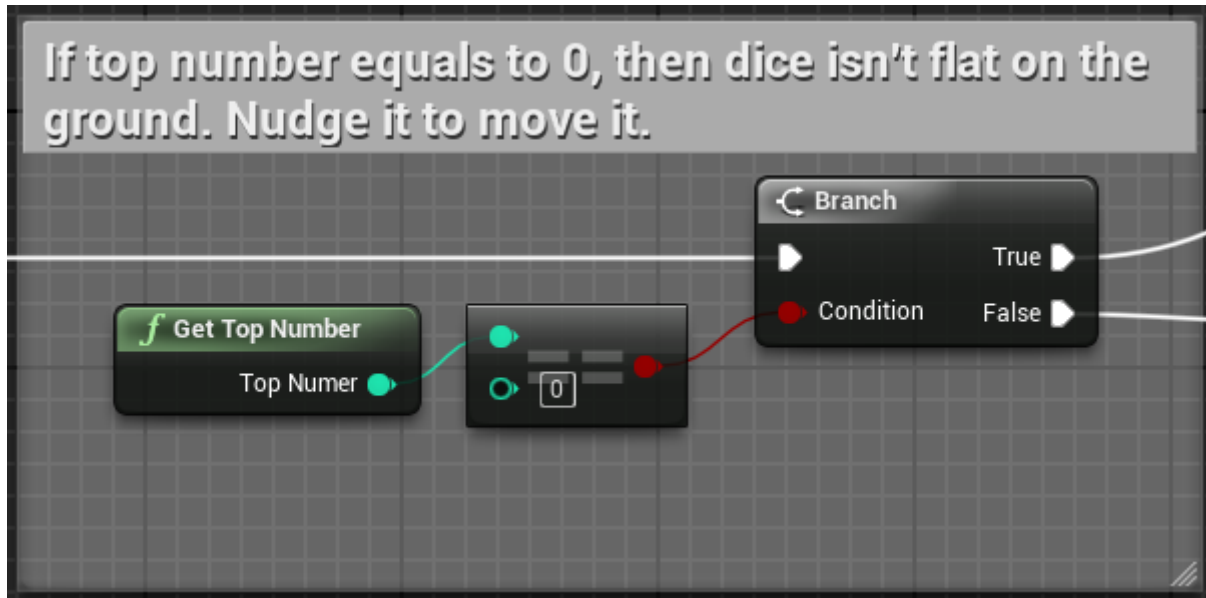 If top number equals to 0, then dice isn't flat on the
ground. Nudge it to move it.
Branch
True
Condition
False
f Get Top Number
Top Numer
==
0